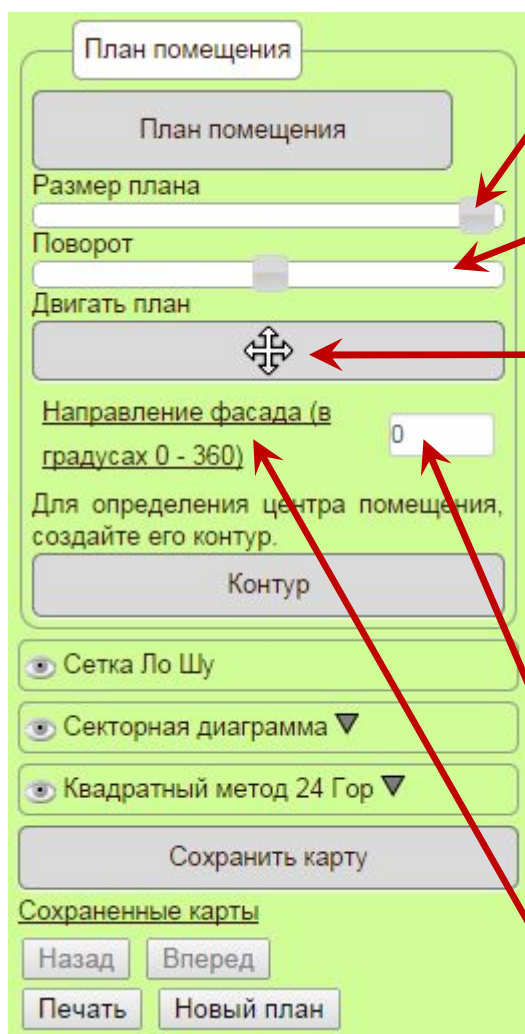 План помещения
План помещения
Размер плана
Поворот
Двигать план
Направление фасада (в
градусах 0 - 360)
0
Для определения центра помещения,
создайте его контур.
Контур
Сетка Ло Шу
Секторная диаграмма
Квадратный метод 24 Гор
Сохранить карту
Сохраненные карты
Назад Вперед
Печать Новый план